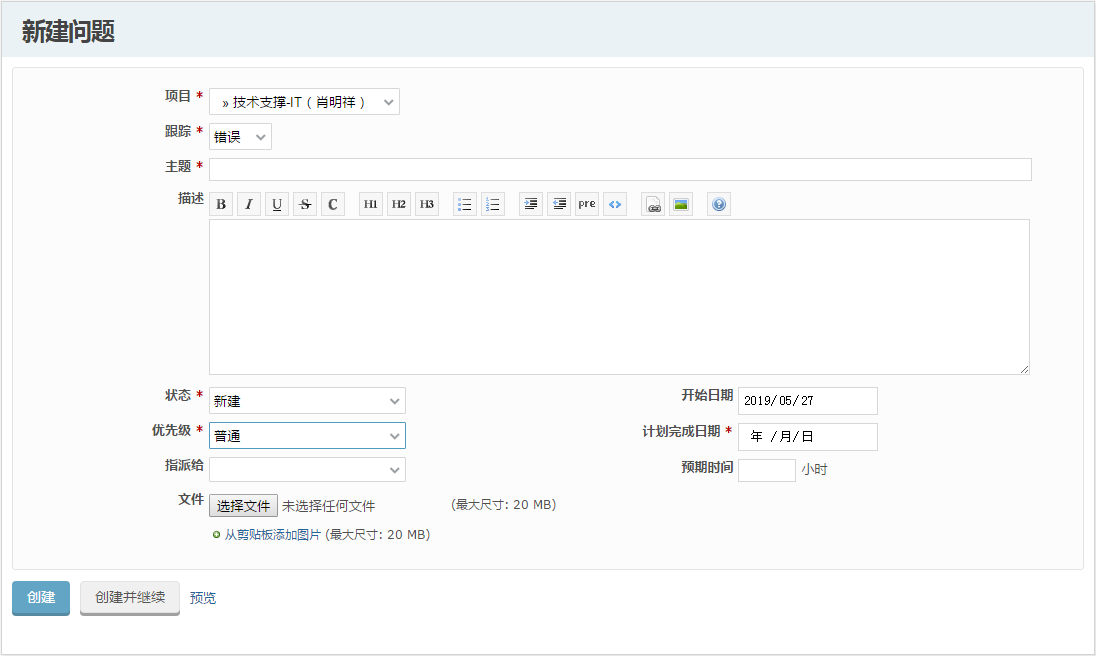 新建问题
项目 * » 技术支撑-IT（肖明祥）
跟踪 * 错误
主题 *
描述 B I U S C H1 H2 H3 pre <> ?
状态 * 新建 开始日期 2019/05/27
优先级 * 普通 计划完成日期 * 年 /月/日
指派给 预期时间 小时
文件 选择文件 未选择任何文件 (最大尺寸: 20 MB)
从剪贴板添加图片 (最大尺寸: 20 MB)
创建 创建并继续 预览